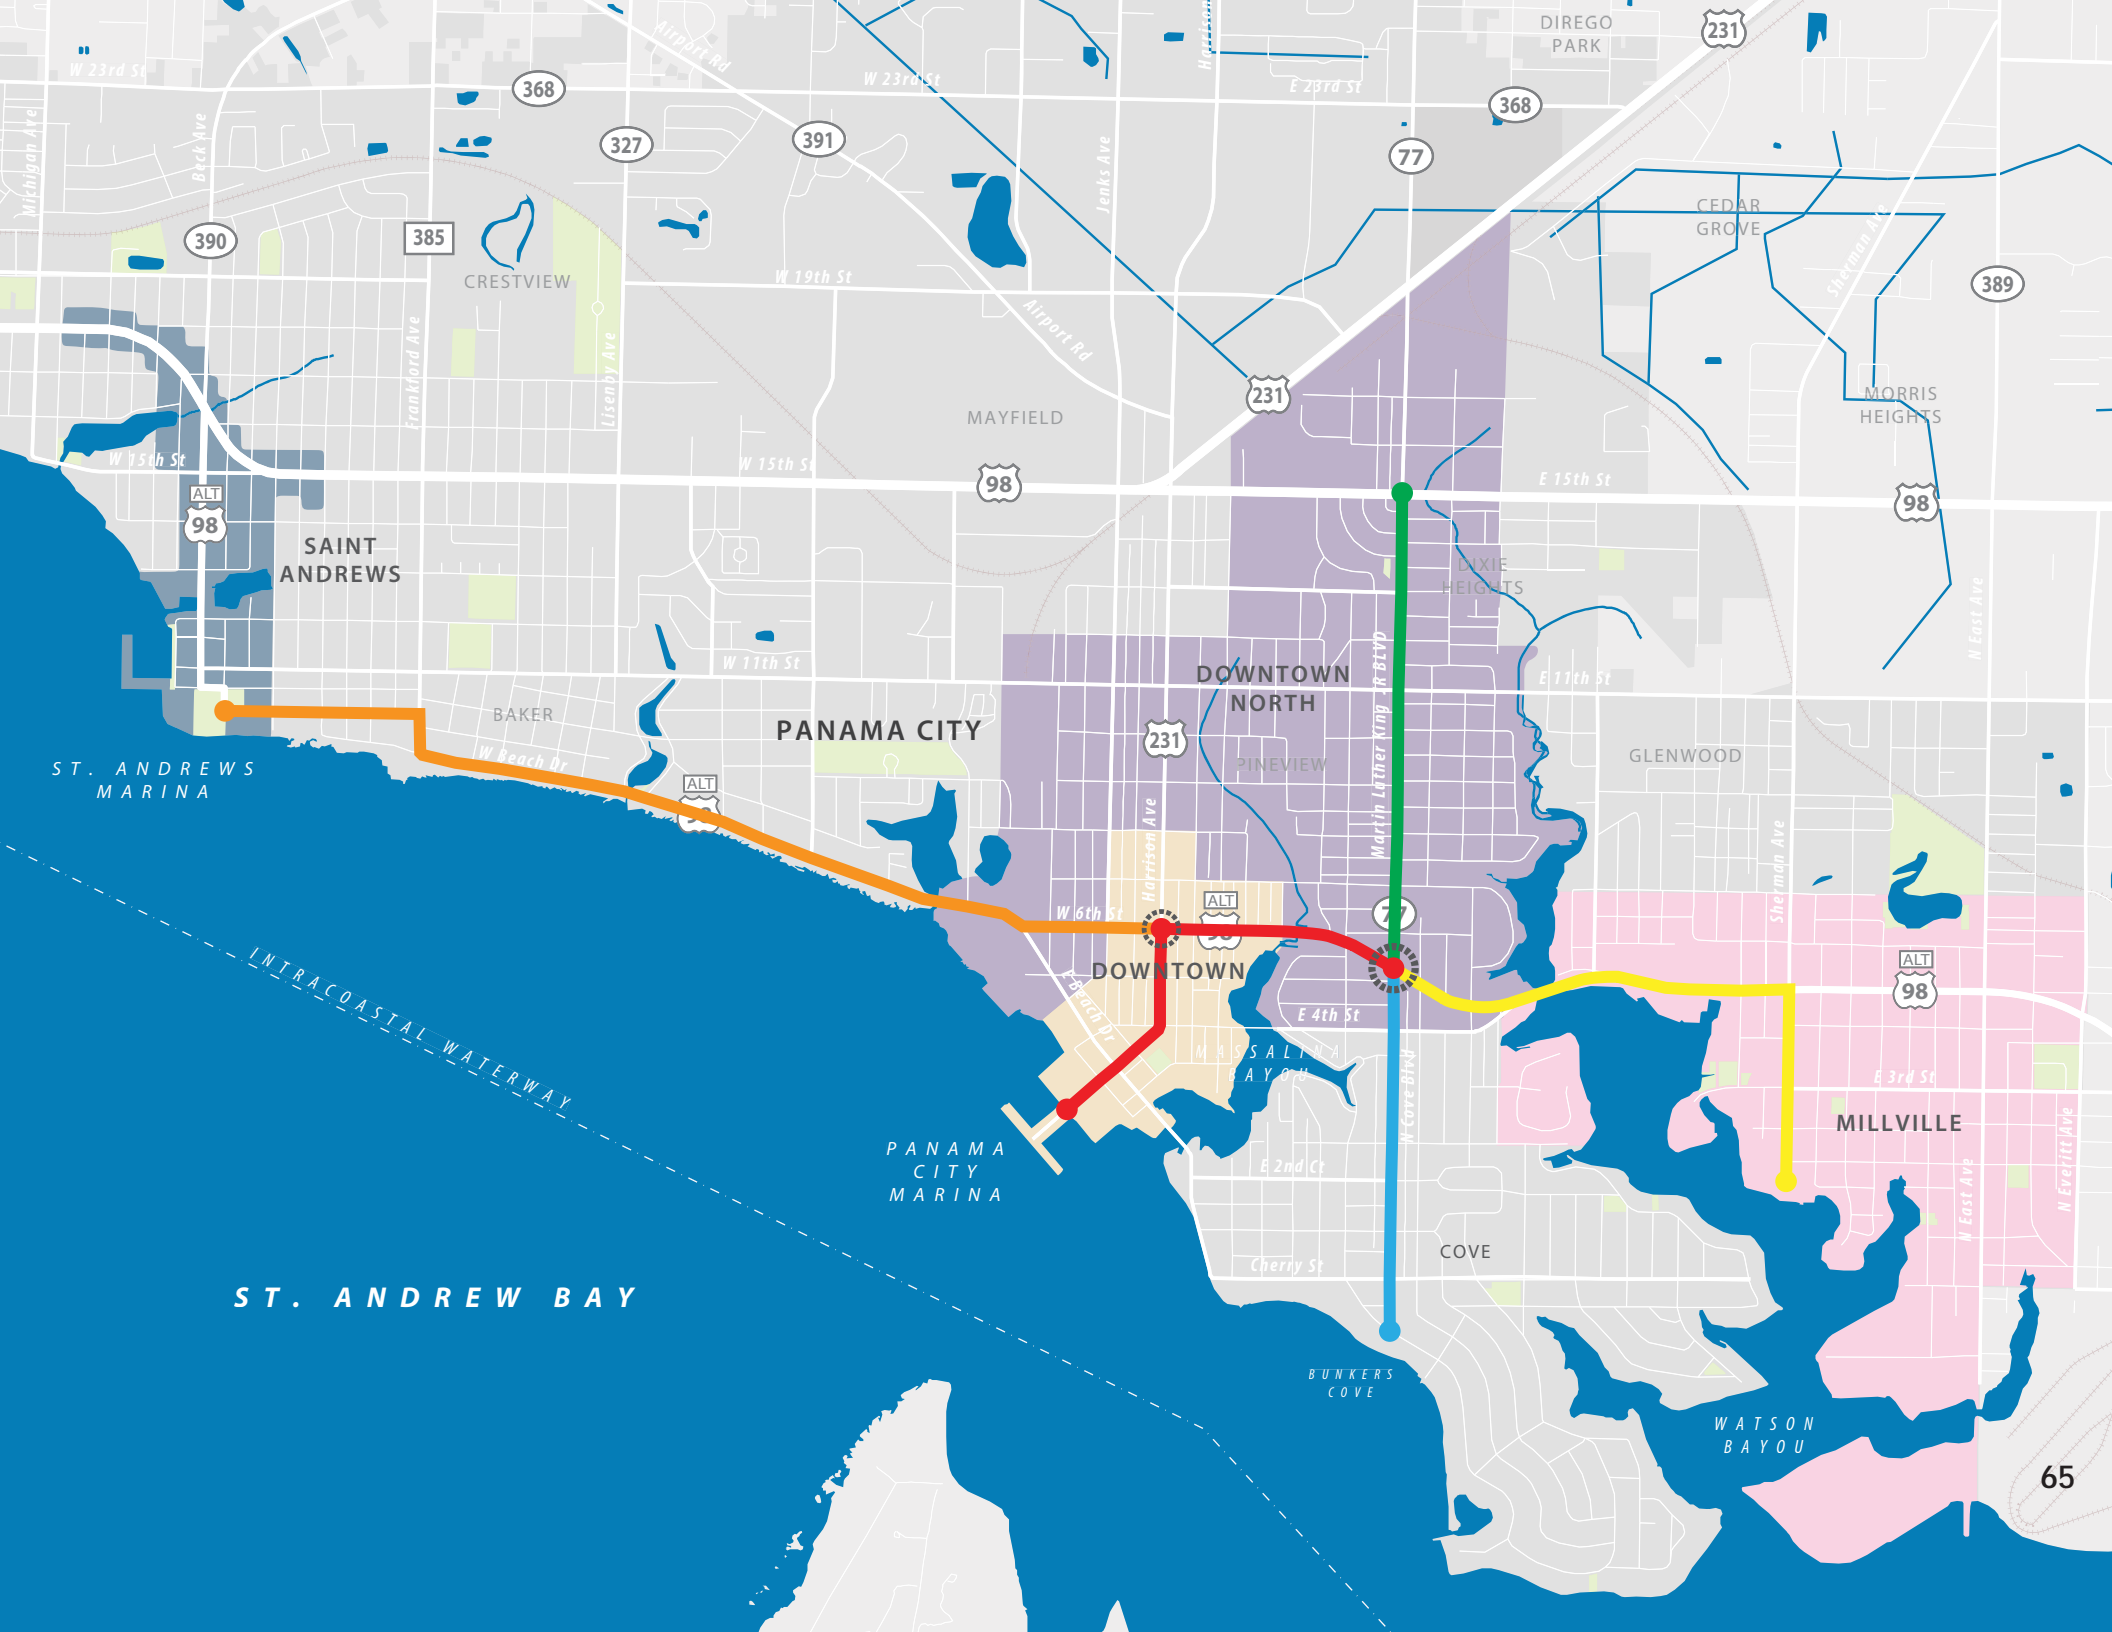 DIREGO
PARK
231
Airport Rd
W 23rd St
W 23rd St
E 23rd St
368
368
Harrison
Michigan Ave
Beck Ave
327
391
77
Jenks Ave
390
385
CEDAR
GROVE
Sherman Ave
CRESTVIEW
W 19th St
389
Airport Rd
Frankford Ave
Lisenby Ave
231
MAYFIELD
MORRIS
HEIGHTS
W 15th St
W 15th St
98
E 15th St
98
ALT
98
SAINT
ANDREWS
DIXIE
HEIGHTS
N East Ave
W 11th St
DOWNTOWN
NORTH
E 11th St
Martin Luther King JR BLVD
BAKER
PANAMA CITY
231
PINEVIEW
GLENWOOD
W Beach Dr
ST. ANDREWS
MARINA
ALT
98
Harrison Ave
Sherman Ave
W 6th St
ALT
98
77
DOWNTOWN
ALT
98
INTRACOASTAL WATERWAY
E Beach Dr
E 4th St
MASSALINA
BAYOU
N Cove Blvd
E 3rd St
MILLVILLE
N Everitt Ave
PANAMA
CITY
MARINA
E 2nd Ct
N East Ave
COVE
Cherry St
ST. ANDREW BAY
BUNKERS
COVE
WATSON
BAYOU
65